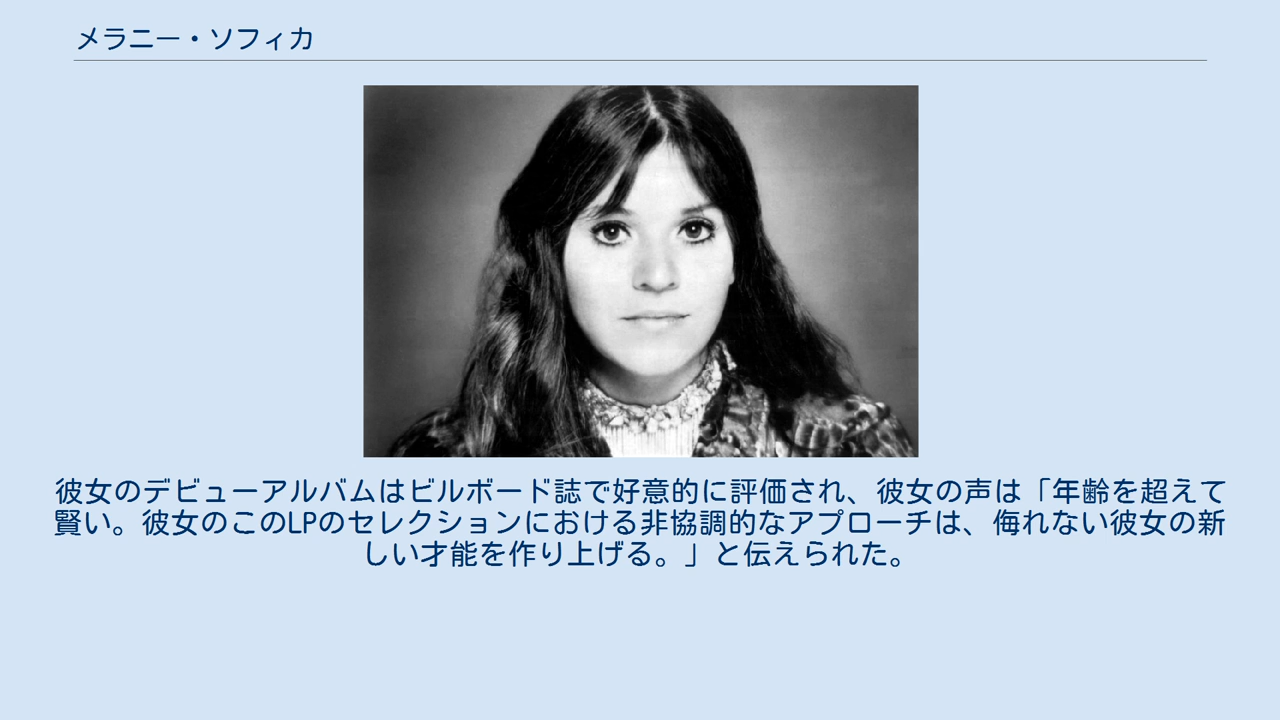 メラニー・ソフィカ
彼女のデビューアルバムはビルボード誌で好意的に評価され、彼女の声は「年齢を超えて
賢い。彼女のこのLPのセレクションにおける非協調的なアプローチは、侮れない彼女の新
しい才能を作り上げる。」と伝えられた。